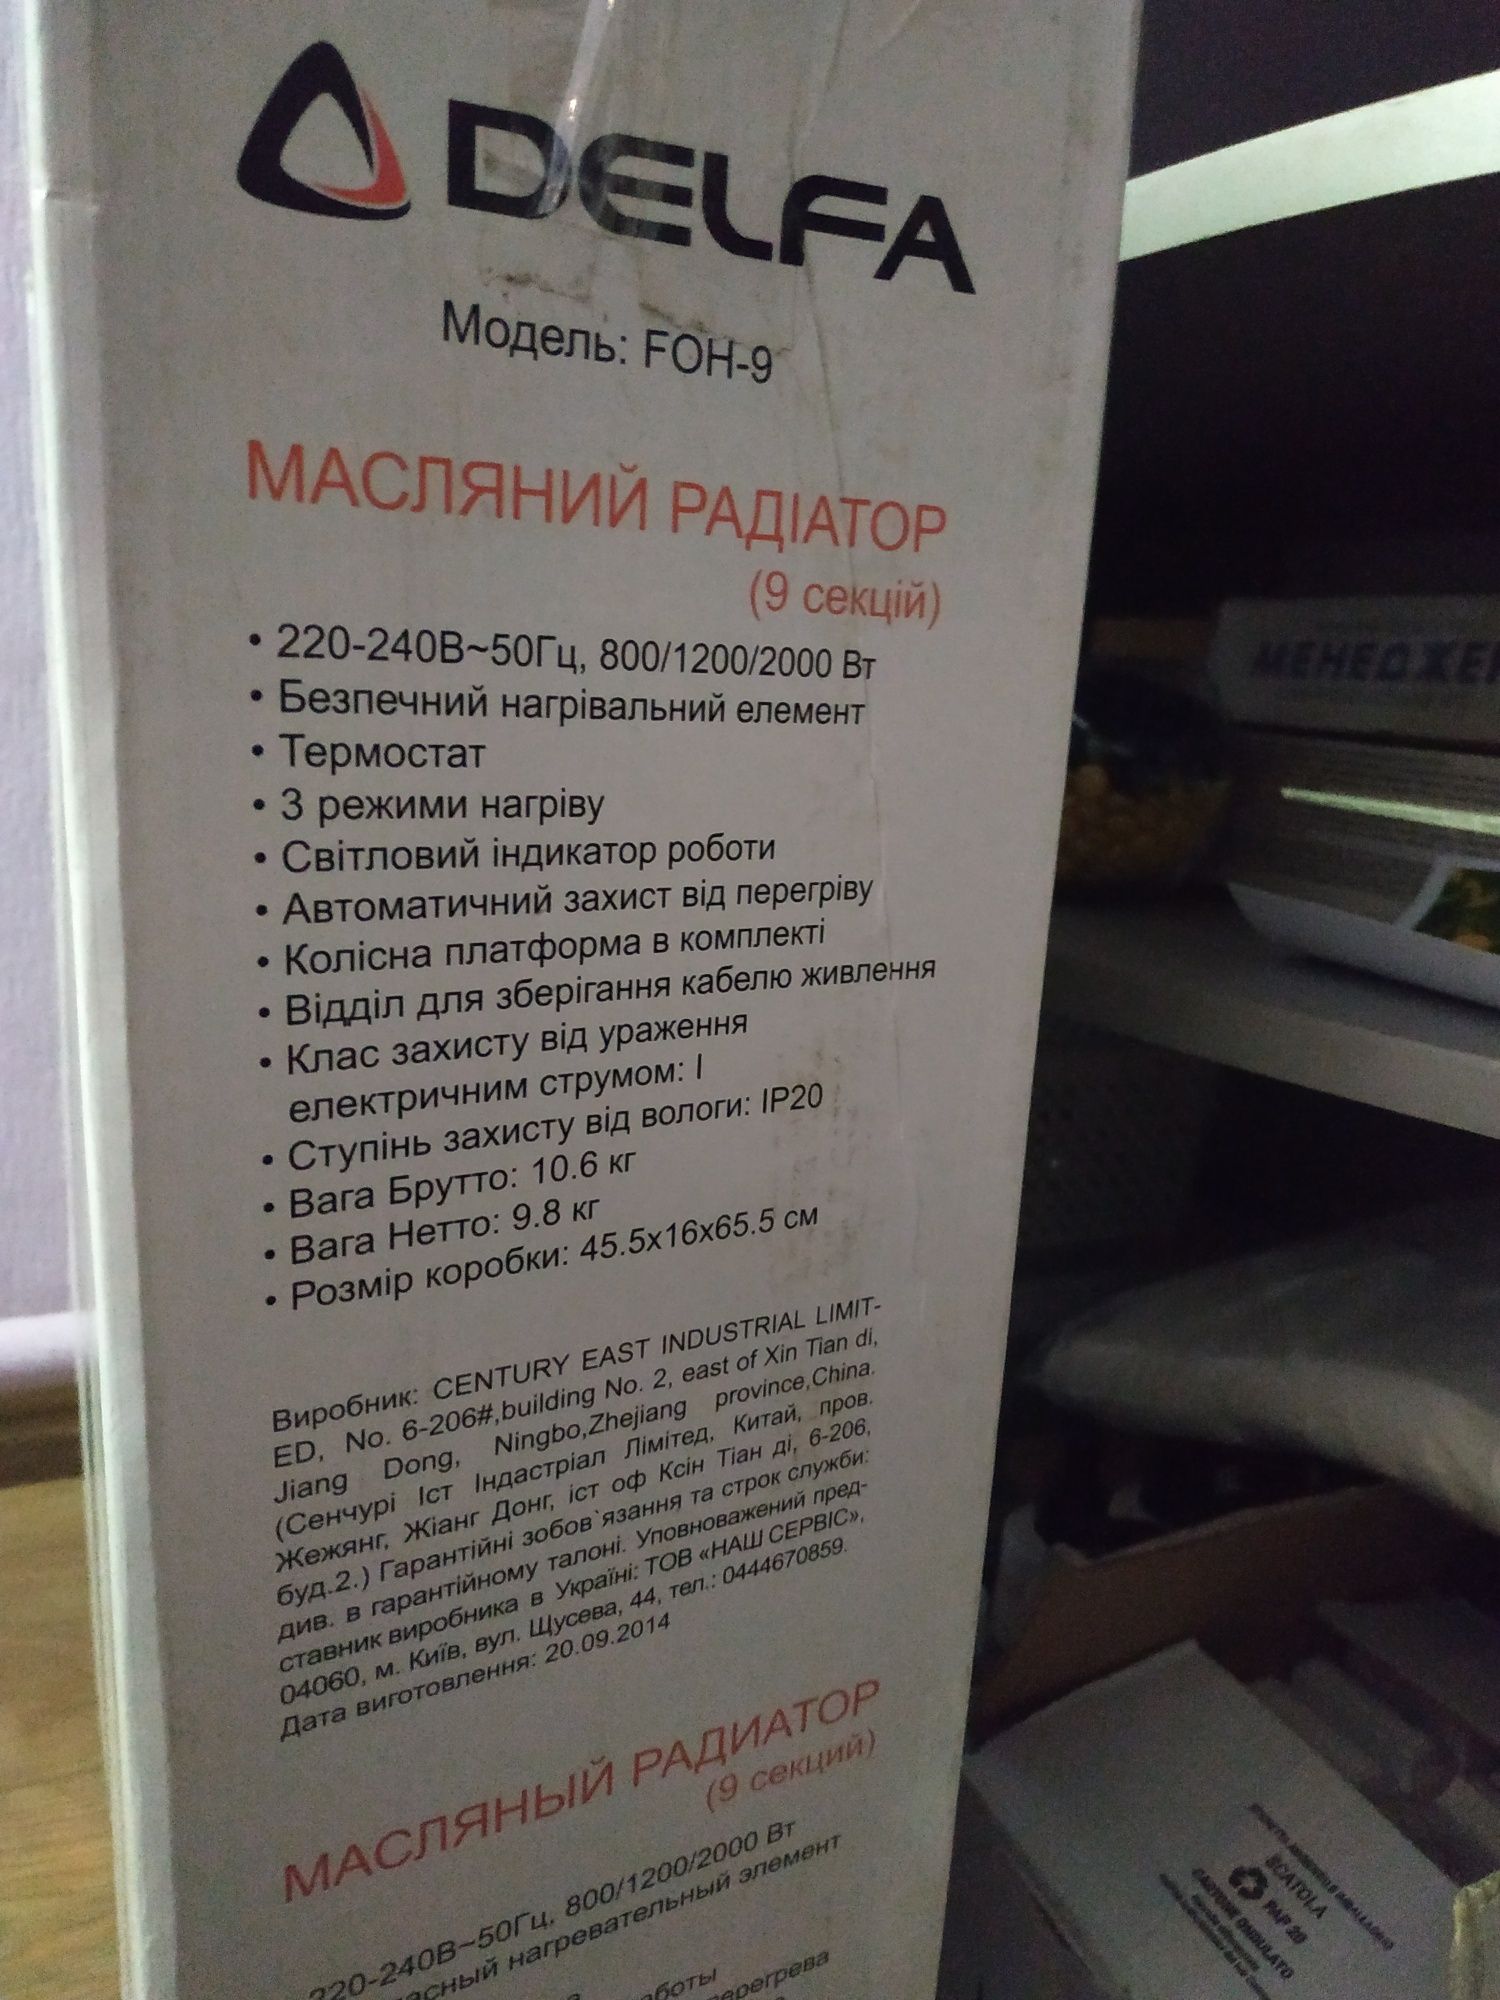 DELFA
Модель: FOH-9
МАСЛЯНИЙ РАДІАТОР
(9 секцій)
• 220-240В~50Гц, 800/1200/2000 Вт
• Безпечний нагрівальний елемент
• Термостат
• 3 режими нагріву
• Світловий індикатор роботи
• Автоматичний захист від перегріву
• Колісна платформа в комплекті
• Відділ для зберігання кабелю живлення
• Клас захисту від ураження
електричним струмом: I
• Ступінь захисту від вологи: IP20
• Вага Брутто: 10.6 кг
• Вага Нетто: 9.8 кг
• Розмір коробки: 45.5x16x65.5 см
Виробник: CENTURY EAST INDUSTRIAL LIMIT-
ED, No. 6-206#,building No. 2, east of Xin Tian di,
Jiang Dong, Ningbo,Zhejiang province,China.
(Сенчурі Іст Індастріал Лімітед, Китай, пров.
Жежянг, Жіанг Донг, іст оф Ксін Тіан ді, 6-206,
буд.2.) Гарантійні зобов`язання та строк служби:
див. в гарантійному талоні. Уповноважений пред-
ставник виробника в Україні: ТОВ «НАШ СЕРВІС»,
04060, м. Київ, вул. Щусева, 44, тел.: 0444670859.
Дата виготовлення: 20.09.2014
МАСЛЯНЫЙ РАДИАТОР
(9 секций)
220-240В~50Гц, 800/1200/2000 Вт
нагревательный элемент
МЕНЕДЖЕ
SCATOLA
PAP 20
CARTONE ONDULATO